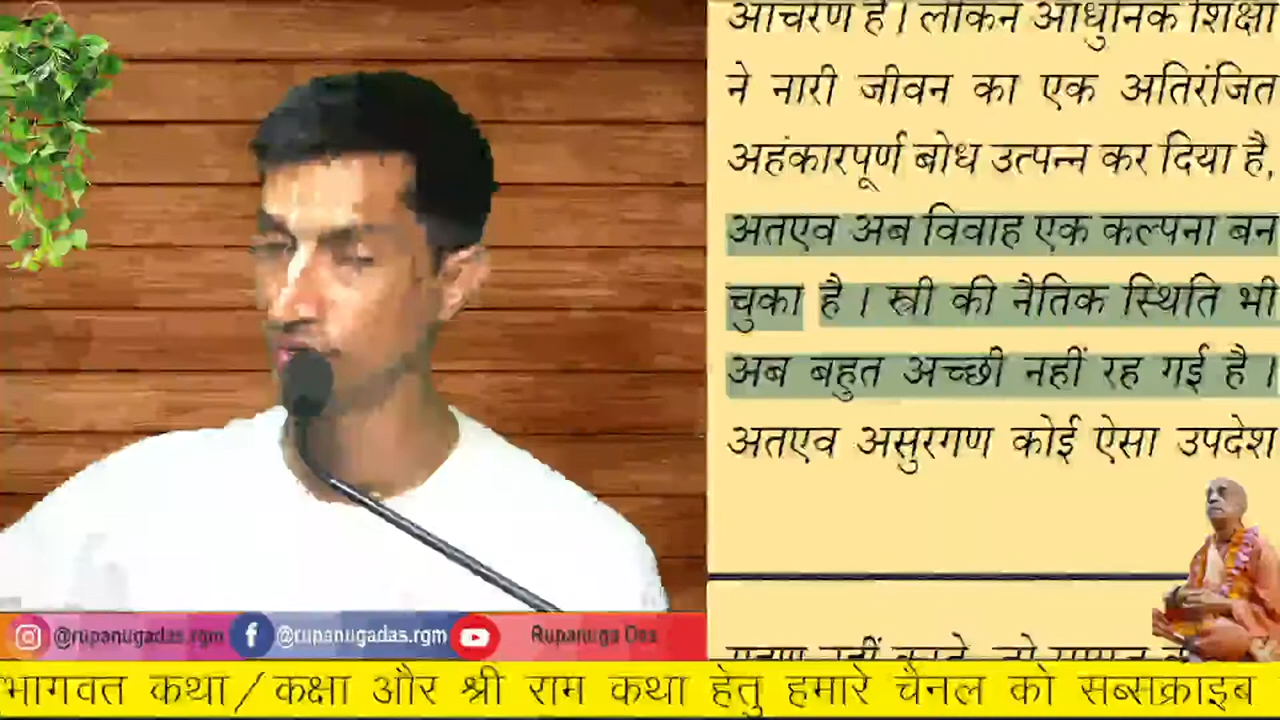 आचरण है । लेकिन आधुनिक शिक्षा
ने नारी जीवन का एक अतिरंजित
अहंकारपूर्ण बोध उत्पन्न कर दिया है,
अतएव अब विवाह एक कल्पना बन
चुका है । स्त्री की नैतिक स्थिति भी
अब बहुत अच्छी नहीं रह गई है ।
अतएव असुरगण कोई ऐसा उपदेश
@rupanugadas.rgm @rupanugadas.rgm Rupanuga Das
भागवत कथा/कक्षा और श्री राम कथा हेतु हमारे चैनल को सब्सक्राइब